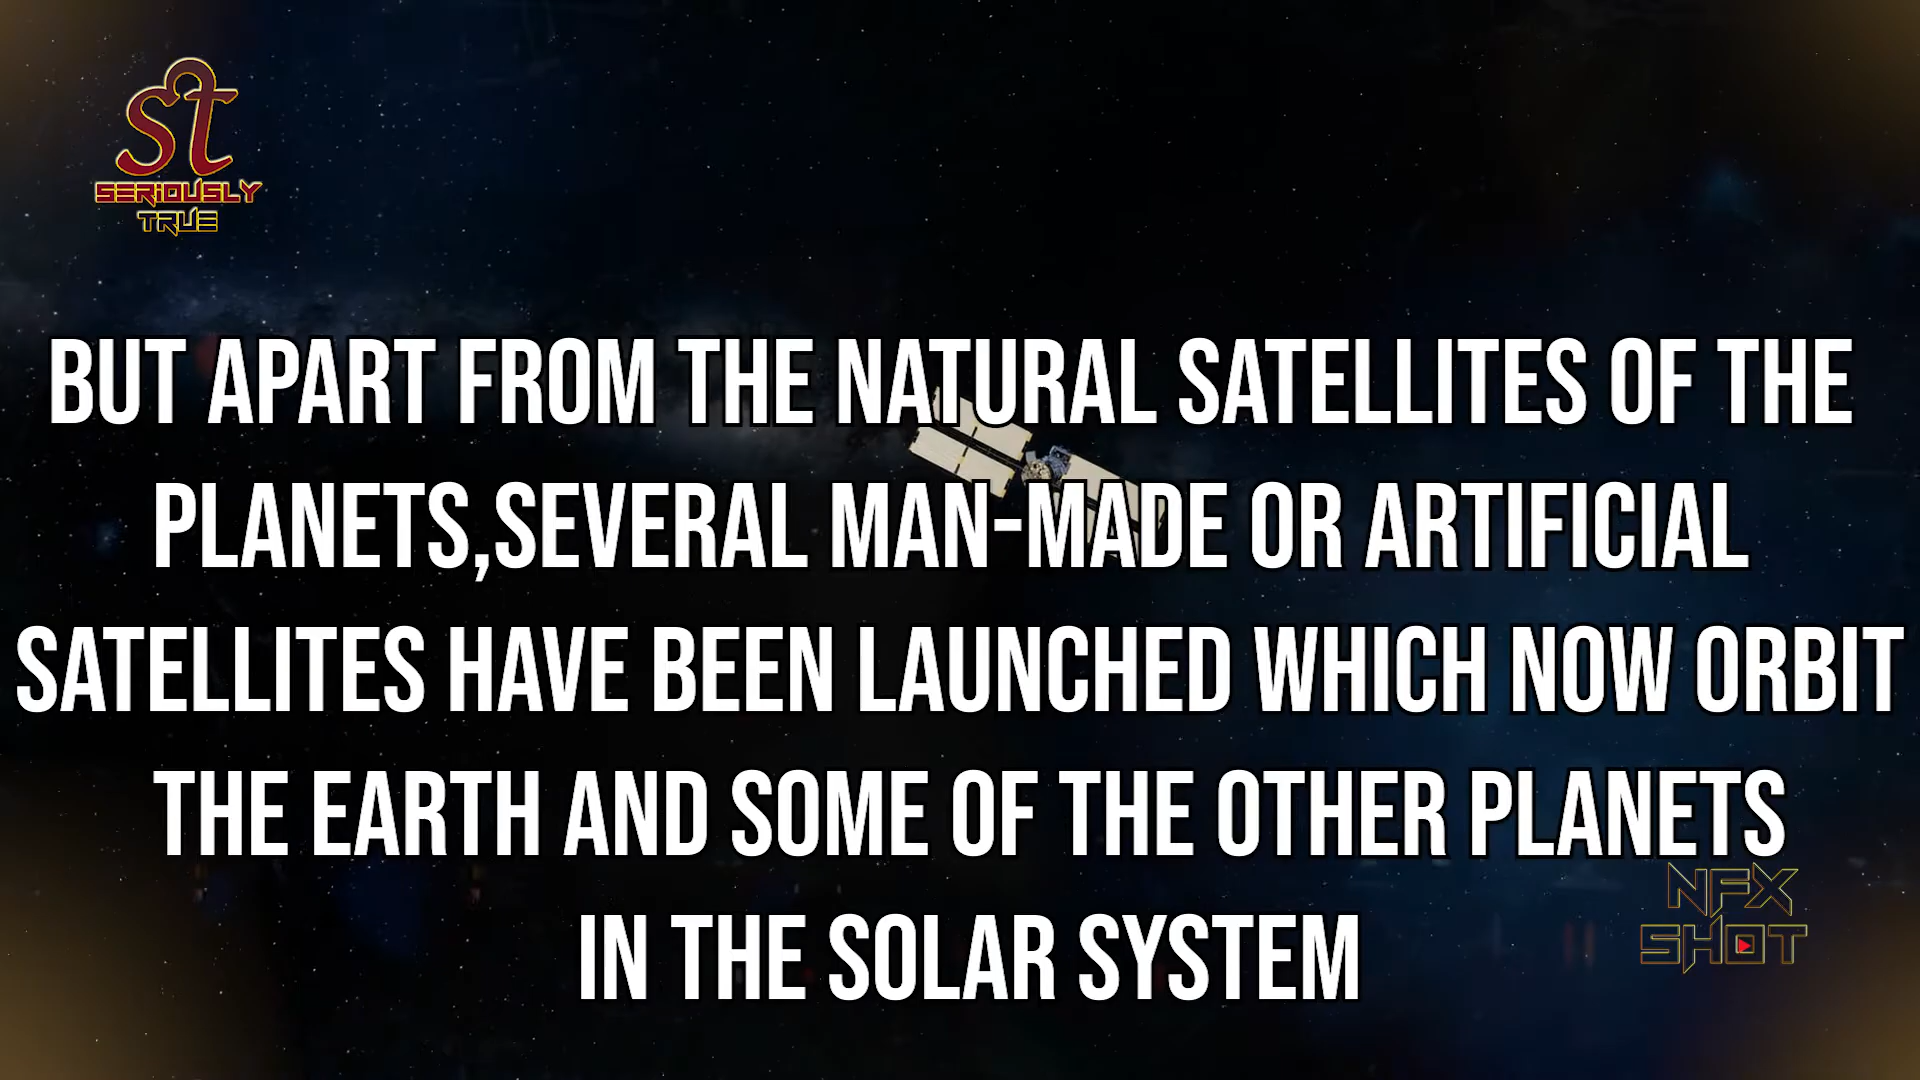 st
SERIOUSLY
TRUE
BUT APART FROM THE NATURAL SATELLITES OF THE
PLANETS,SEVERAL MAN-MADE OR ARTIFICIAL
SATELLITES HAVE BEEN LAUNCHED WHICH NOW ORBIT
THE EARTH AND SOME OF THE OTHER PLANETS
IN THE SOLAR SYSTEM
NFX
SHOT